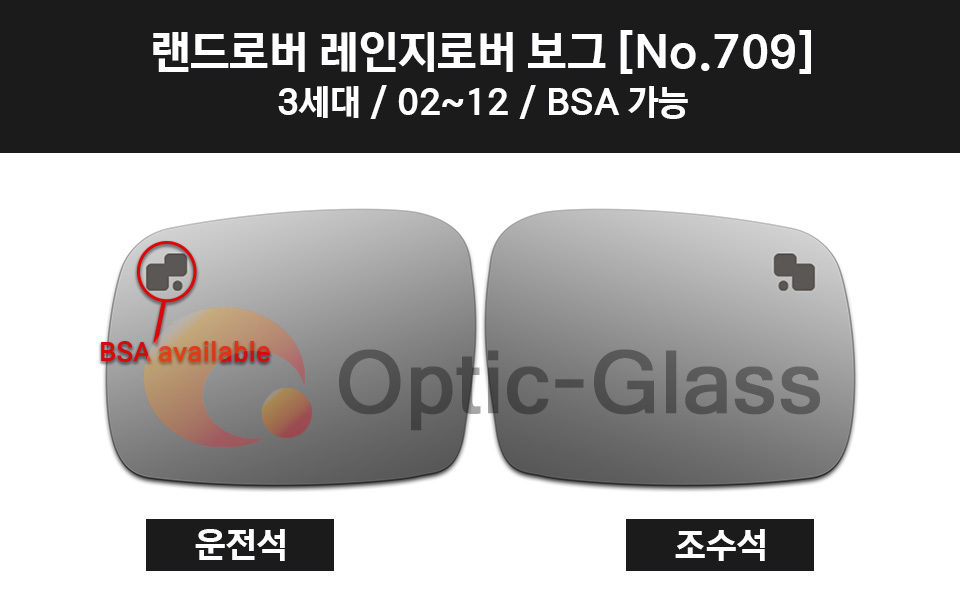 랜드로버 레인지로버 보그 [No.709]
3세대 / 02~12 / BSA 가능
BSA available
Optic-Glass
운전석
조수석